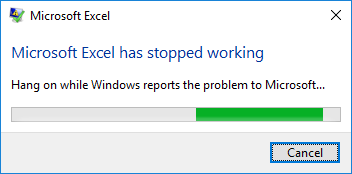 Microsoft Excel
Microsoft Excel has stopped working
Hang on while Windows reports the problem to Microsoft...
Cancel